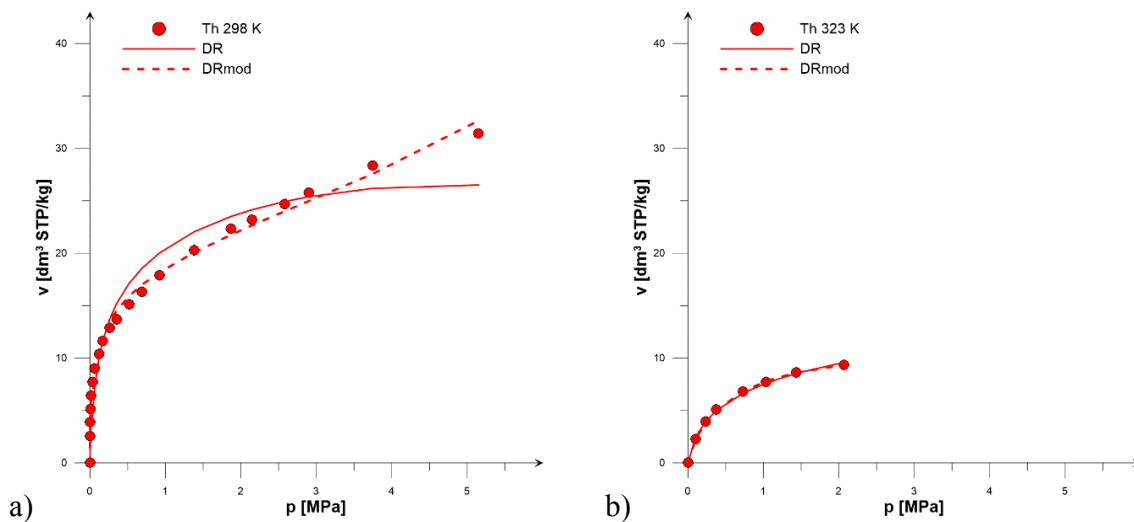 Th 298 K
DR
DRmod
40
30
20
10
0
v [dm³ STP/kg]
0 1 2 3 4 5
p [MPa]
a)
Th 323 K
DR
DRmod
40
30
20
10
0
v [dm³ STP/kg]
0 1 2 3 4 5
p [MPa]
b)